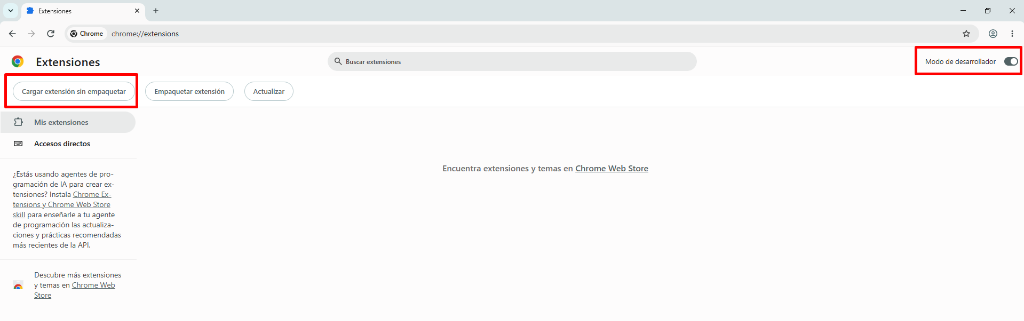 Extensiones
Chrome
chrome://extensions
Extensiones
Buscar extensiones
Modo de desarrollador
Cargar extensión sin empaquetar
Empaquetar extensión
Actualizar
Mis extensiones
Accesos directos
Encuentra extensiones y temas en Chrome Web Store
¿Estás usando agentes de pro-
gramación de IA para crear ex-
tensiones? Instala Chrome Ex-
tensions y Chrome Web Store
skill para enseñarle a tu agente
de programación las actualiza-
ciones y prácticas recomendadas
más recientes de la API.
Descubre más extensiones
y temas en Chrome Web
Store